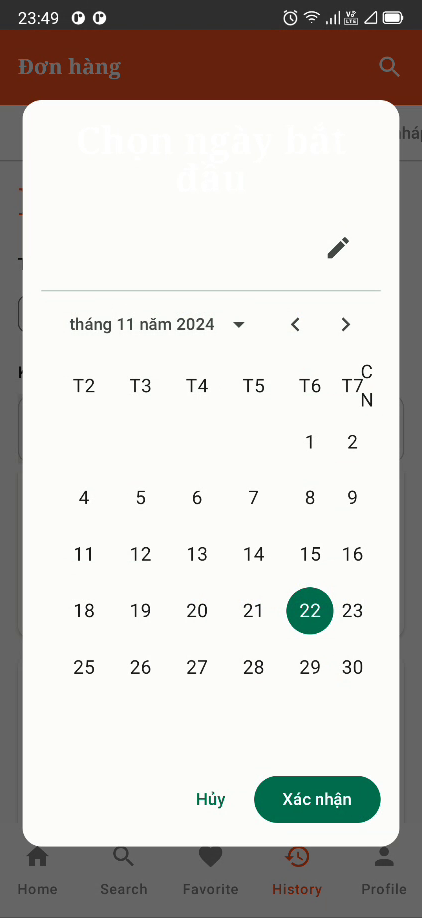 23:49
Đơn hàng
Chọn ngày bắt
đầu
tháng 11 năm 2024
T2 T3 T4 T5 T6 T7 CN
1 2
4 5 6 7 8 9
11 12 13 14 15 16
18 19 20 21 22 23
25 26 27 28 29 30
Hủy Xác nhận
Home Search Favorite History Profile